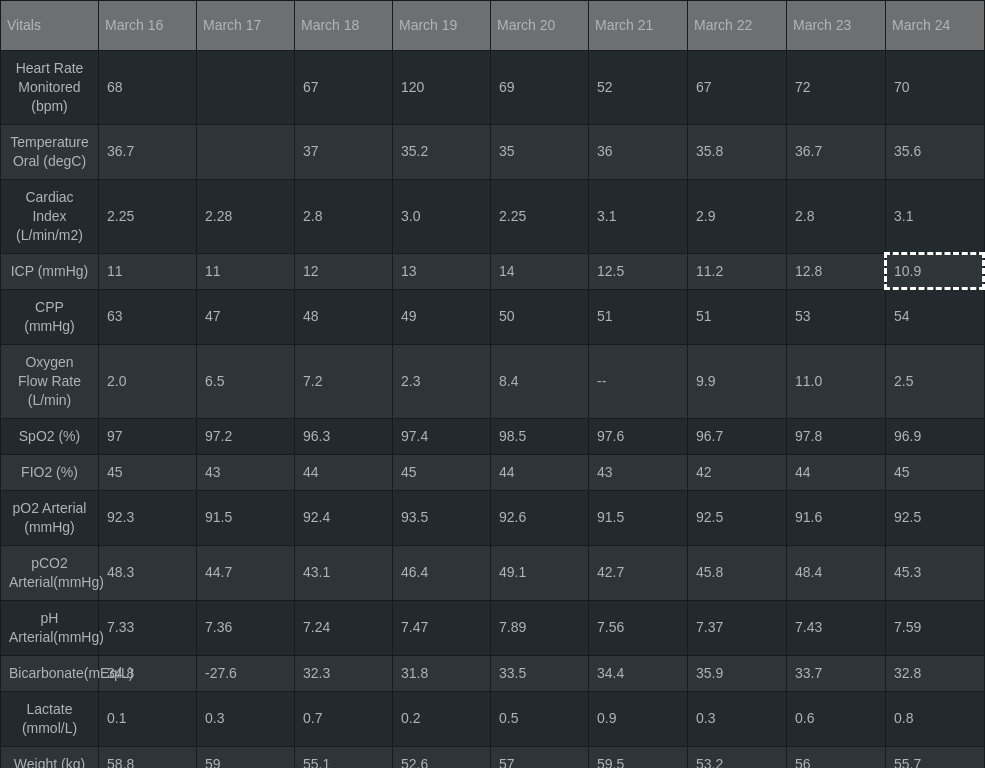 Vitals March 16 March 17 March 18 March 19 March 20 March 21 March 22 March 23 March 24
Heart Rate
Monitored
(bpm)
68 67 120 69 52 67 72 70
Temperature
Oral (degC)
36.7 37 35.2 35 36 35.8 36.7 35.6
Cardiac
Index
(L/min/m2)
2.25 2.28 2.8 3.0 2.25 3.1 2.9 2.8 3.1
ICP (mmHg) 11 11 12 13 14 12.5 11.2 12.8 10.9
CPP
(mmHg)
63 47 48 49 50 51 51 53 54
Oxygen
Flow Rate
(L/min)
2.0 6.5 7.2 2.3 8.4 -- 9.9 11.0 2.5
SpO2 (%) 97 97.2 96.3 97.4 98.5 97.6 96.7 97.8 96.9
FIO2 (%) 45 43 44 45 44 43 42 44 45
pO2 Arterial
(mmHg)
92.3 91.5 92.4 93.5 92.6 91.5 92.5 91.6 92.5
pCO2
Arterial(mmHg)
48.3 44.7 43.1 46.4 49.1 42.7 45.8 48.4 45.3
pH
Arterial(mmHg)
7.33 7.36 7.24 7.47 7.89 7.56 7.37 7.43 7.59
Bicarbonate(mEq/L) -27.6 32.3 31.8 33.5 34.4 35.9 33.7 32.8
Lactate
(mmol/L)
0.1 0.3 0.7 0.2 0.5 0.9 0.3 0.6 0.8
Weight (kg) 58.8 59 55.1 52.6 57 59.5 53.2 56 55.7